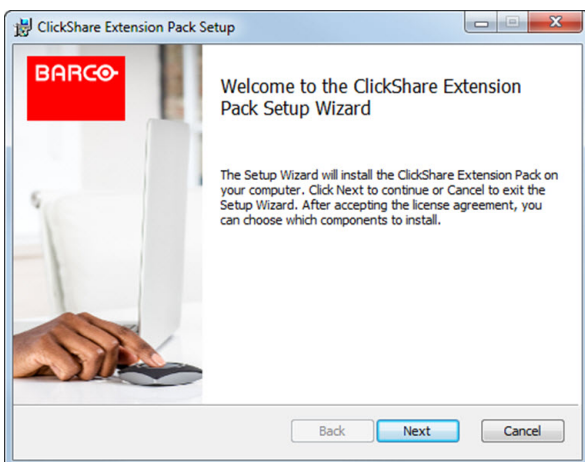 ClickShare Extension Pack Setup
BARCO
Welcome to the ClickShare Extension
Pack Setup Wizard
The Setup Wizard will install the ClickShare Extension Pack on
your computer. Click Next to continue or Cancel to exit the
Setup Wizard. After accepting the license agreement, you
can choose which components to install.
Back
Next
Cancel